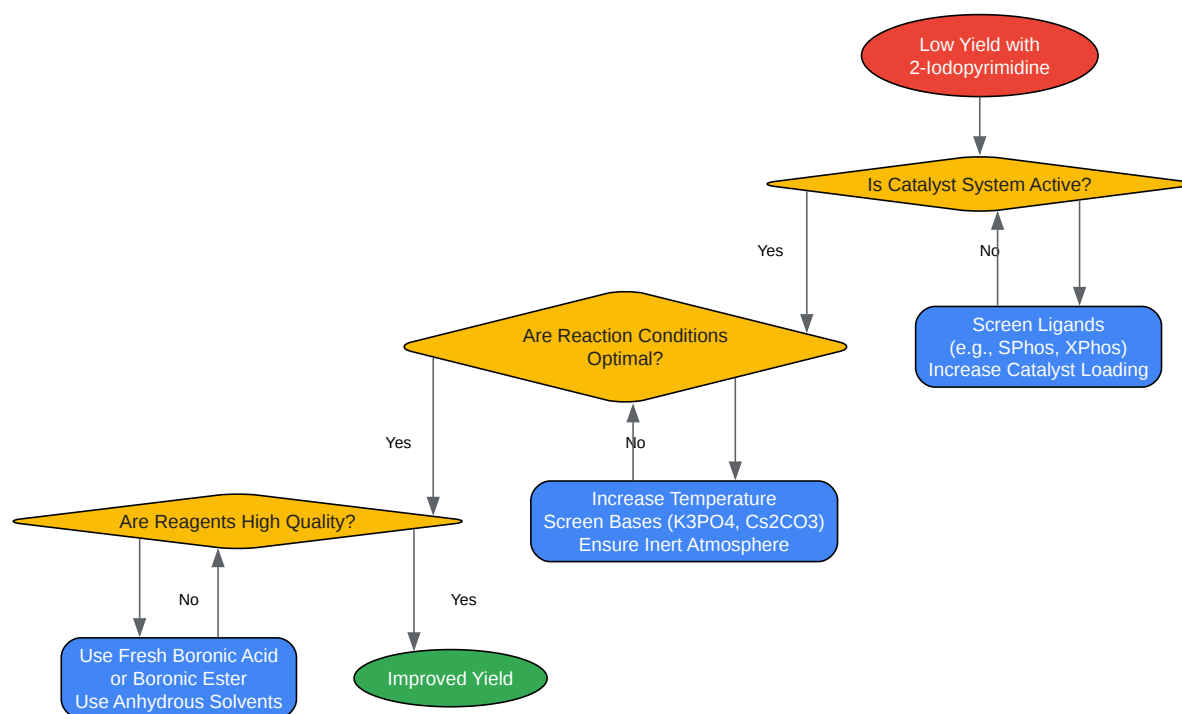 Low Yield with
2-Iodopyrimidine
Is Catalyst System Active?
Yes
No
Screen Ligands
(e.g., SPhos, XPhos)
Increase Catalyst Loading
Are Reaction Conditions
Optimal?
Yes
No
Increase Temperature
Screen Bases (K3PO4, Cs2CO3)
Ensure Inert Atmosphere
Are Reagents High Quality?
No
Yes
Use Fresh Boronic Acid
or Boronic Ester
Use Anhydrous Solvents
Improved Yield